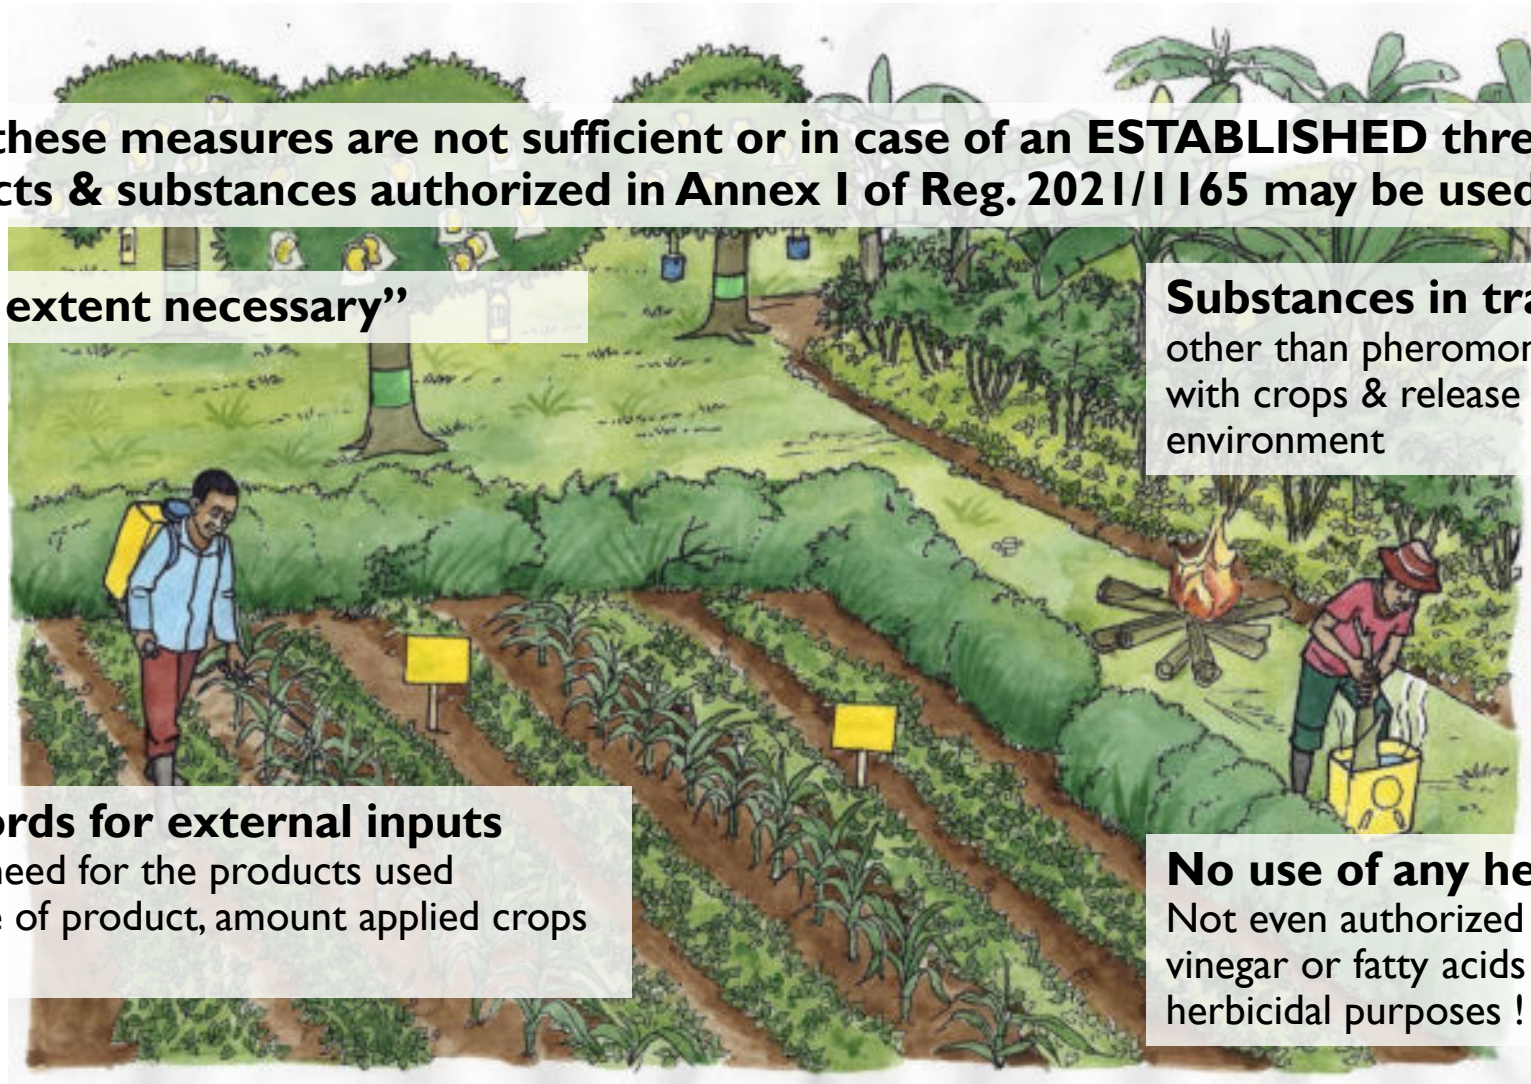 these measures are not sufficient or in case of an ESTABLISHED thre
cts & substances authorized in Annex I of Reg. 2021/1165 may be used
extent necessary”
Substances in tra
other than pheromon
with crops & release
environment
rds for external inputs
need for the products used
e of product, amount applied crops
No use of any he
Not even authorized
vinegar or fatty acids
herbicidal purposes !